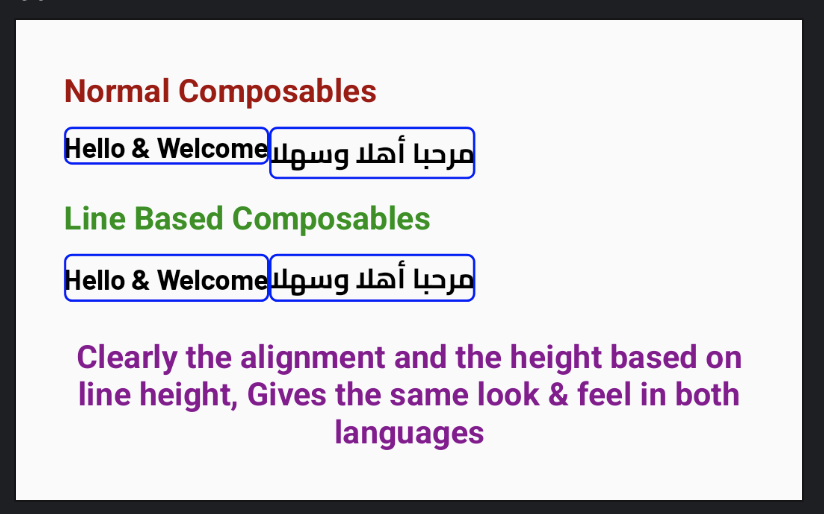 Normal Composables
Hello & Welcome مرحبا أهلا وسهلا
Line Based Composables
Hello & Welcome مرحبا أهلا وسهلا
Clearly the alignment and the height based on
line height, Gives the same look & feel in both
languages